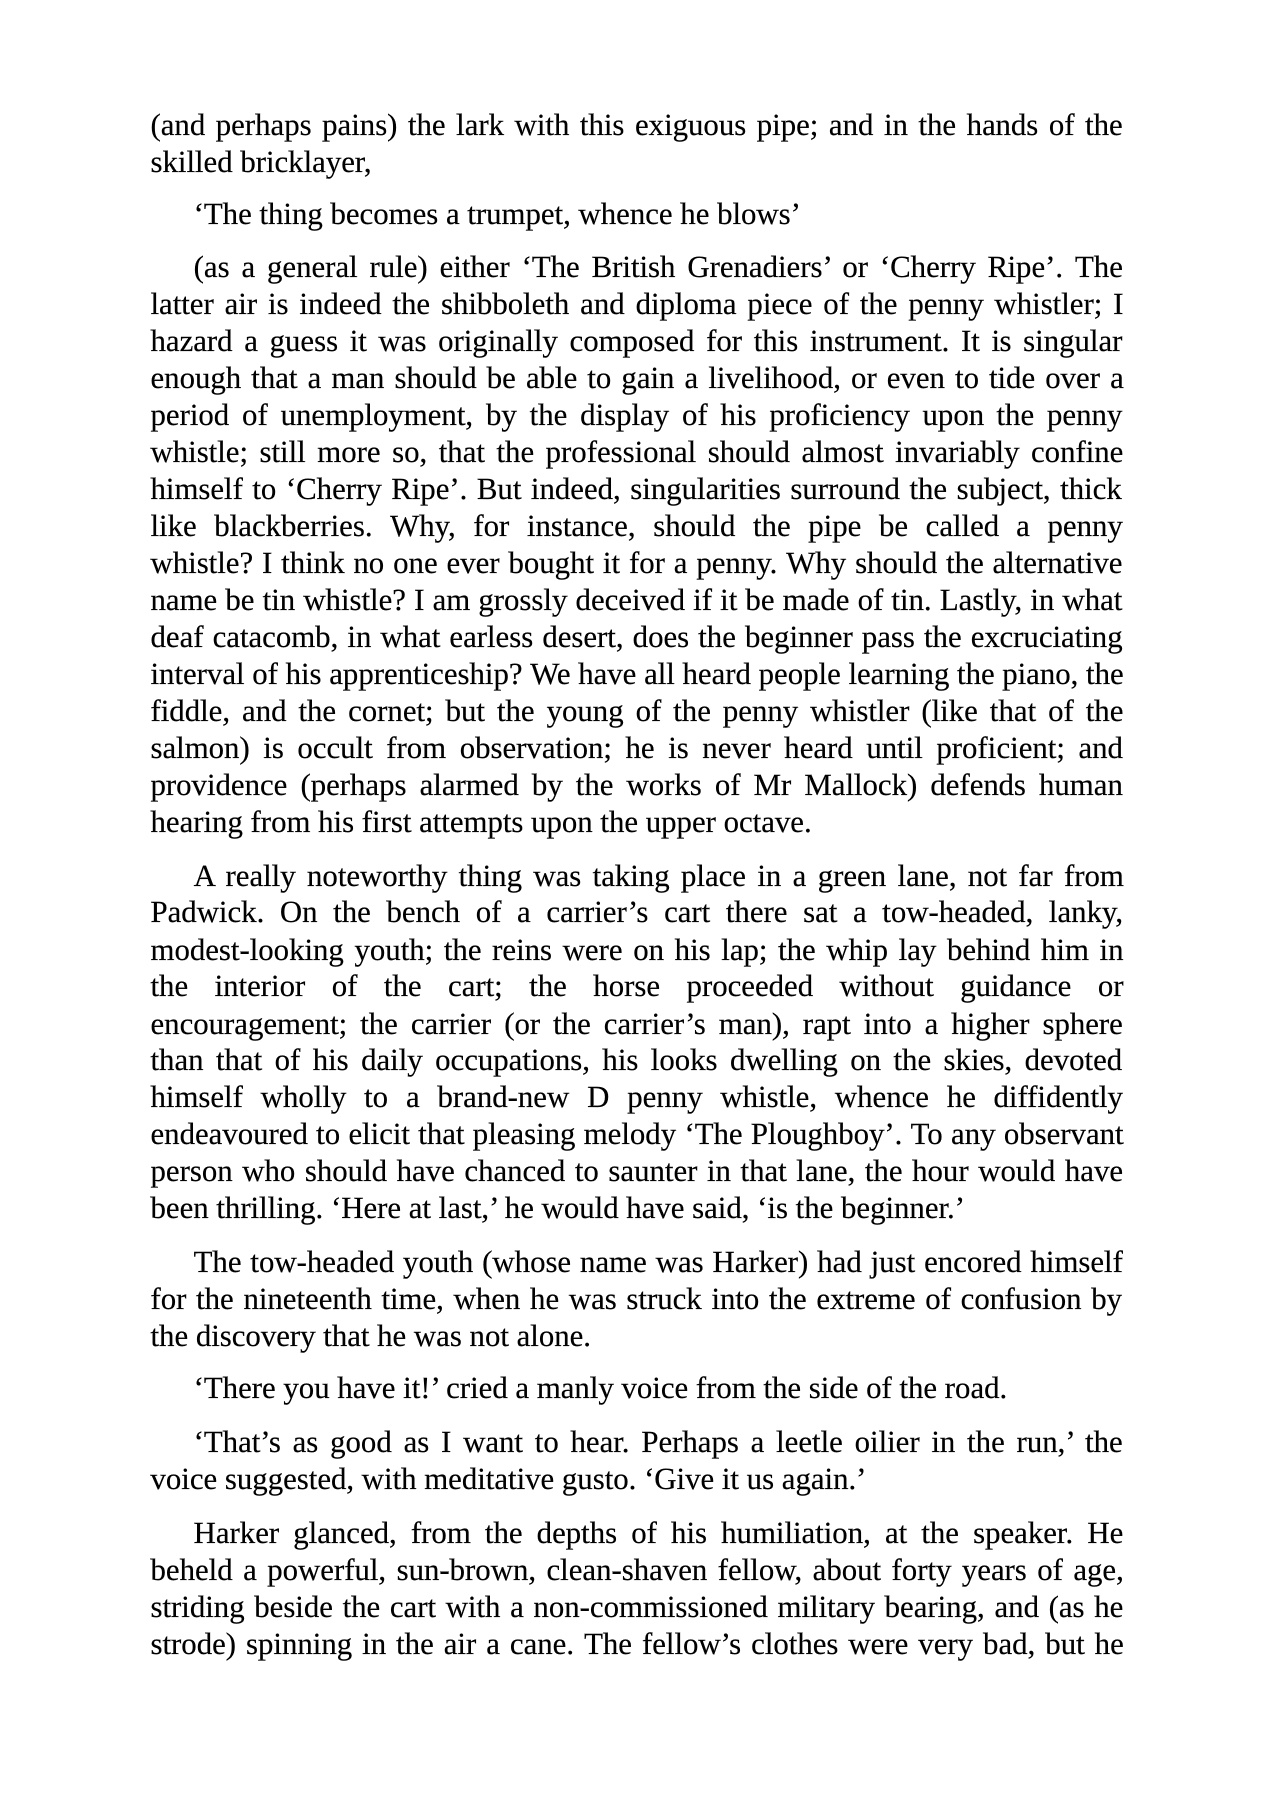 (and perhaps pains) the lark with this exiguous pipe; and in the hands of the
skilled bricklayer,
‘The thing becomes a trumpet, whence he blows’
(as a general rule) either ‘The British Grenadiers’ or ‘Cherry Ripe’. The
latter air is indeed the shibboleth and diploma piece of the penny whistler; I
hazard a guess it was originally composed for this instrument. It is singular
enough that a man should be able to gain a livelihood, or even to tide over a
period of unemployment, by the display of his proficiency upon the penny
whistle; still more so, that the professional should almost invariably confine
himself to ‘Cherry Ripe’. But indeed, singularities surround the subject, thick
like blackberries. Why, for instance, should the pipe be called a penny
whistle? I think no one ever bought it for a penny. Why should the alternative
name be tin whistle? I am grossly deceived if it be made of tin. Lastly, in what
deaf catacomb, in what earless desert, does the beginner pass the excruciating
interval of his apprenticeship? We have all heard people learning the piano, the
fiddle, and the cornet; but the young of the penny whistler (like that of the
salmon) is occult from observation; he is never heard until proficient; and
providence (perhaps alarmed by the works of Mr Mallock) defends human
hearing from his first attempts upon the upper octave.
A really noteworthy thing was taking place in a green lane, not far from
Padwick. On the bench of a carrier’s cart there sat a tow-headed, lanky,
modest-looking youth; the reins were on his lap; the whip lay behind him in
the interior of the cart; the horse proceeded without guidance or
encouragement; the carrier (or the carrier’s man), rapt into a higher sphere
than that of his daily occupations, his looks dwelling on the skies, devoted
himself wholly to a brand-new D penny whistle, whence he diffidently
endeavoured to elicit that pleasing melody ‘The Ploughboy’. To any observant
person who should have chanced to saunter in that lane, the hour would have
been thrilling. ‘Here at last,’ he would have said, ‘is the beginner.’
The tow-headed youth (whose name was Harker) had just encored himself
for the nineteenth time, when he was struck into the extreme of confusion by
the discovery that he was not alone.
‘There you have it!’ cried a manly voice from the side of the road.
‘That’s as good as I want to hear. Perhaps a leetle oilier in the run,’ the
voice suggested, with meditative gusto. ‘Give it us again.’
Harker glanced, from the depths of his humiliation, at the speaker. He
beheld a powerful, sun-brown, clean-shaven fellow, about forty years of age,
striding beside the cart with a non-commissioned military bearing, and (as he
strode) spinning in the air a cane. The fellow’s clothes were very bad, but he